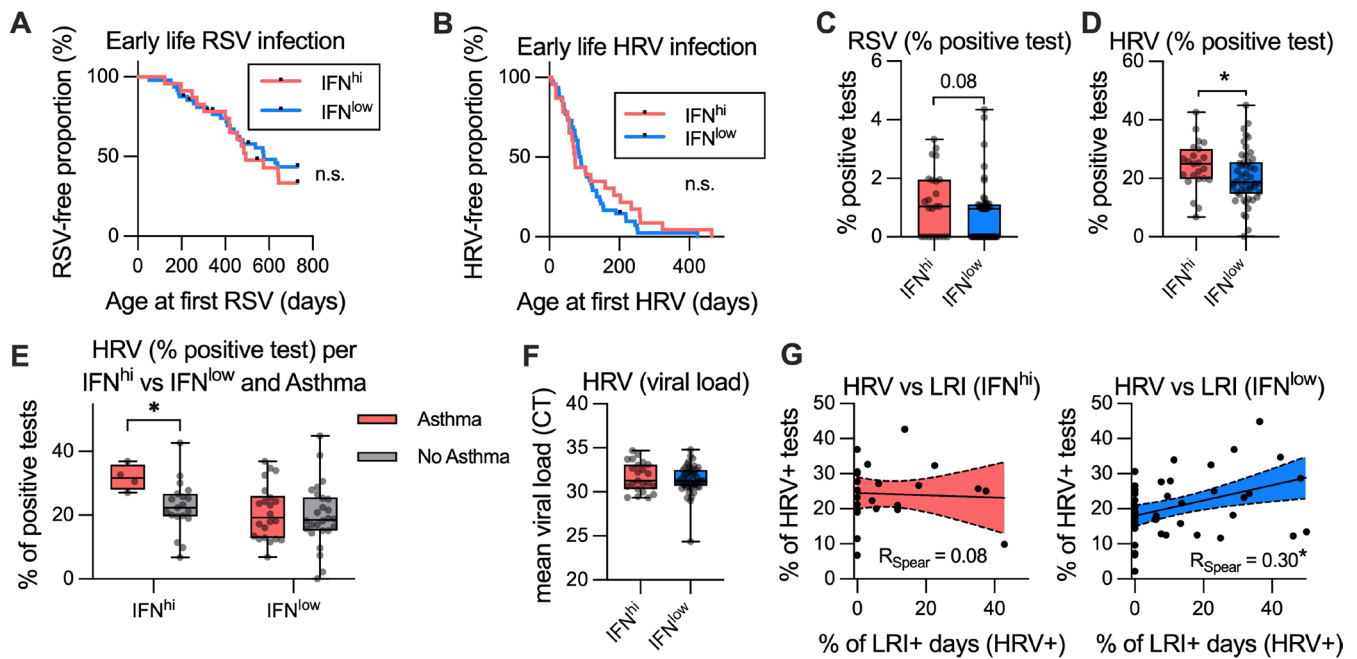 A
Early life RSV infection
RSV-free proportion (%)
100
50
0
IFNhi
IFNlow
n.s.
0 200 400 600 800
Age at first RSV (days)
B
Early life HRV infection
HRV-free proportion (%)
100
50
0
IFNhi
IFNlow
n.s.
0 200 400
Age at first HRV (days)
C
RSV (% positive test)
% positive tests
6
4
2
0
0.08
IFNhi
IFNlow
D
HRV (% positive test)
% positive tests
60
40
20
0
*
IFNhi
IFNlow
E
HRV (% positive test) per
IFNhi vs IFNlow and Asthma
% of positive tests
40
20
0
*
Asthma
No Asthma
IFNhi
IFNlow
F
HRV (viral load)
mean viral load (CT)
40
35
30
25
20
IFNhi
IFNlow
G
HRV vs LRI (IFNhi)
% of HRV+ tests
50
40
30
20
10
0
RSpear = 0.08
0 20 40
% of LRI+ days (HRV+)
HRV vs LRI (IFNlow)
% of HRV+ tests
50
40
30
20
10
0
RSpear = 0.30*
0 20 40
% of LRI+ days (HRV+)